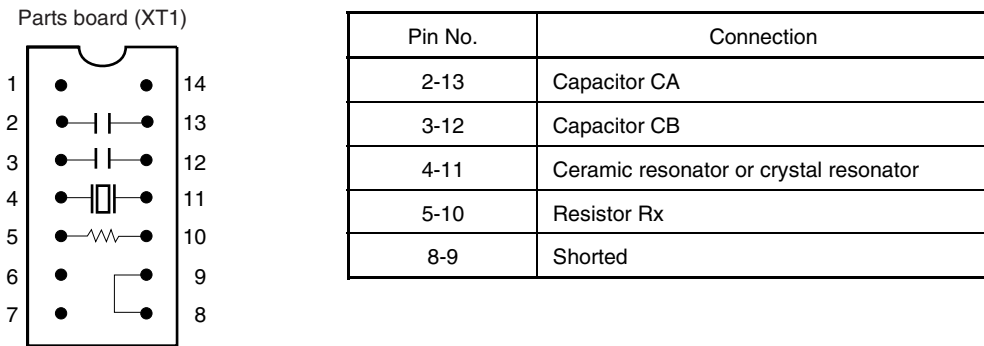 Parts board (XT1)
1 14
2 13
3 12
4 11
5 10
6 9
7 8
Pin No. Connection
2-13 Capacitor CA
3-12 Capacitor CB
4-11 Ceramic resonator or crystal resonator
5-10 Resistor Rx
8-9 Shorted